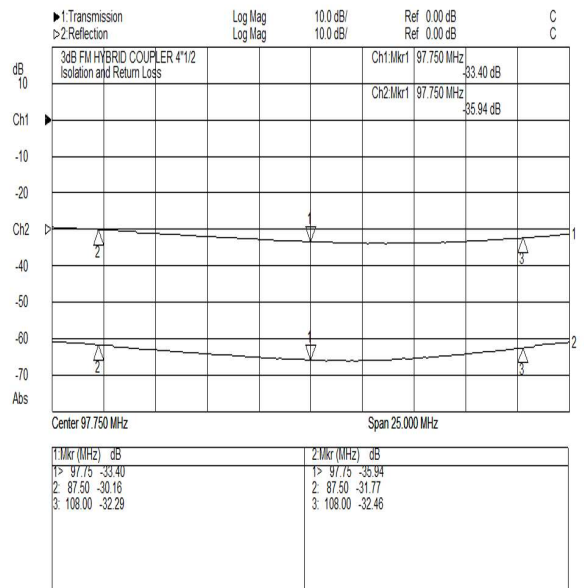 ▶1:Transmission Log Mag 10.0 dB/ Ref 0.00 dB C
▷2:Reflection Log Mag 10.0 dB/ Ref 0.00 dB C
3dB FM HYBRID COUPLER 4"1/2
Isolation and Return Loss
Ch1:Mkr1 97.750 MHz
-33.40 dB
Ch2:Mkr1 97.750 MHz
-35.94 dB
dB
10
Ch1
-10
-20
Ch2
-40
-50
-60
-70
Abs
1
2
3
1
1
2
3
2
Center 97.750 MHz Span 25.000 MHz
1:Mkr (MHz) dB
1> 97.75 -33.40
2: 87.50 -30.16
3: 108.00 -32.29
2:Mkr (MHz) dB
1> 97.75 -35.94
2: 87.50 -31.77
3: 108.00 -32.46